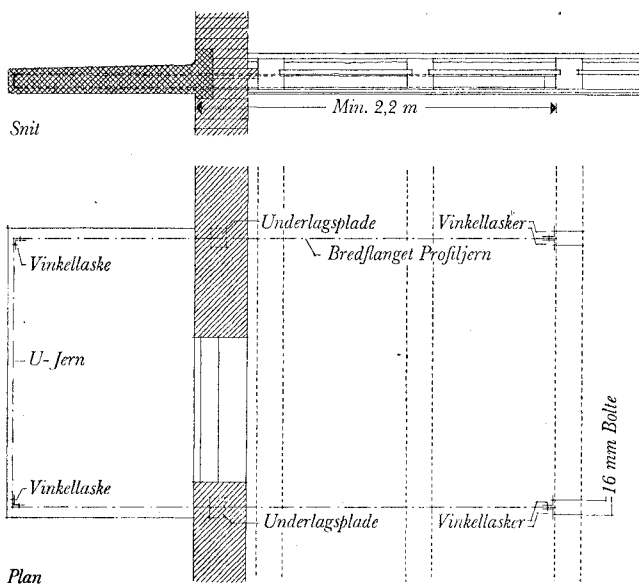 Snit
Min. 2,2 m
Underlagsplade
Vinkellasker
Vinkellaske
Bredflanget Profiljern
U-Jern
16 mm Bolte
Vinkellaske
Underlagsplade
Vinkellasker
Plan